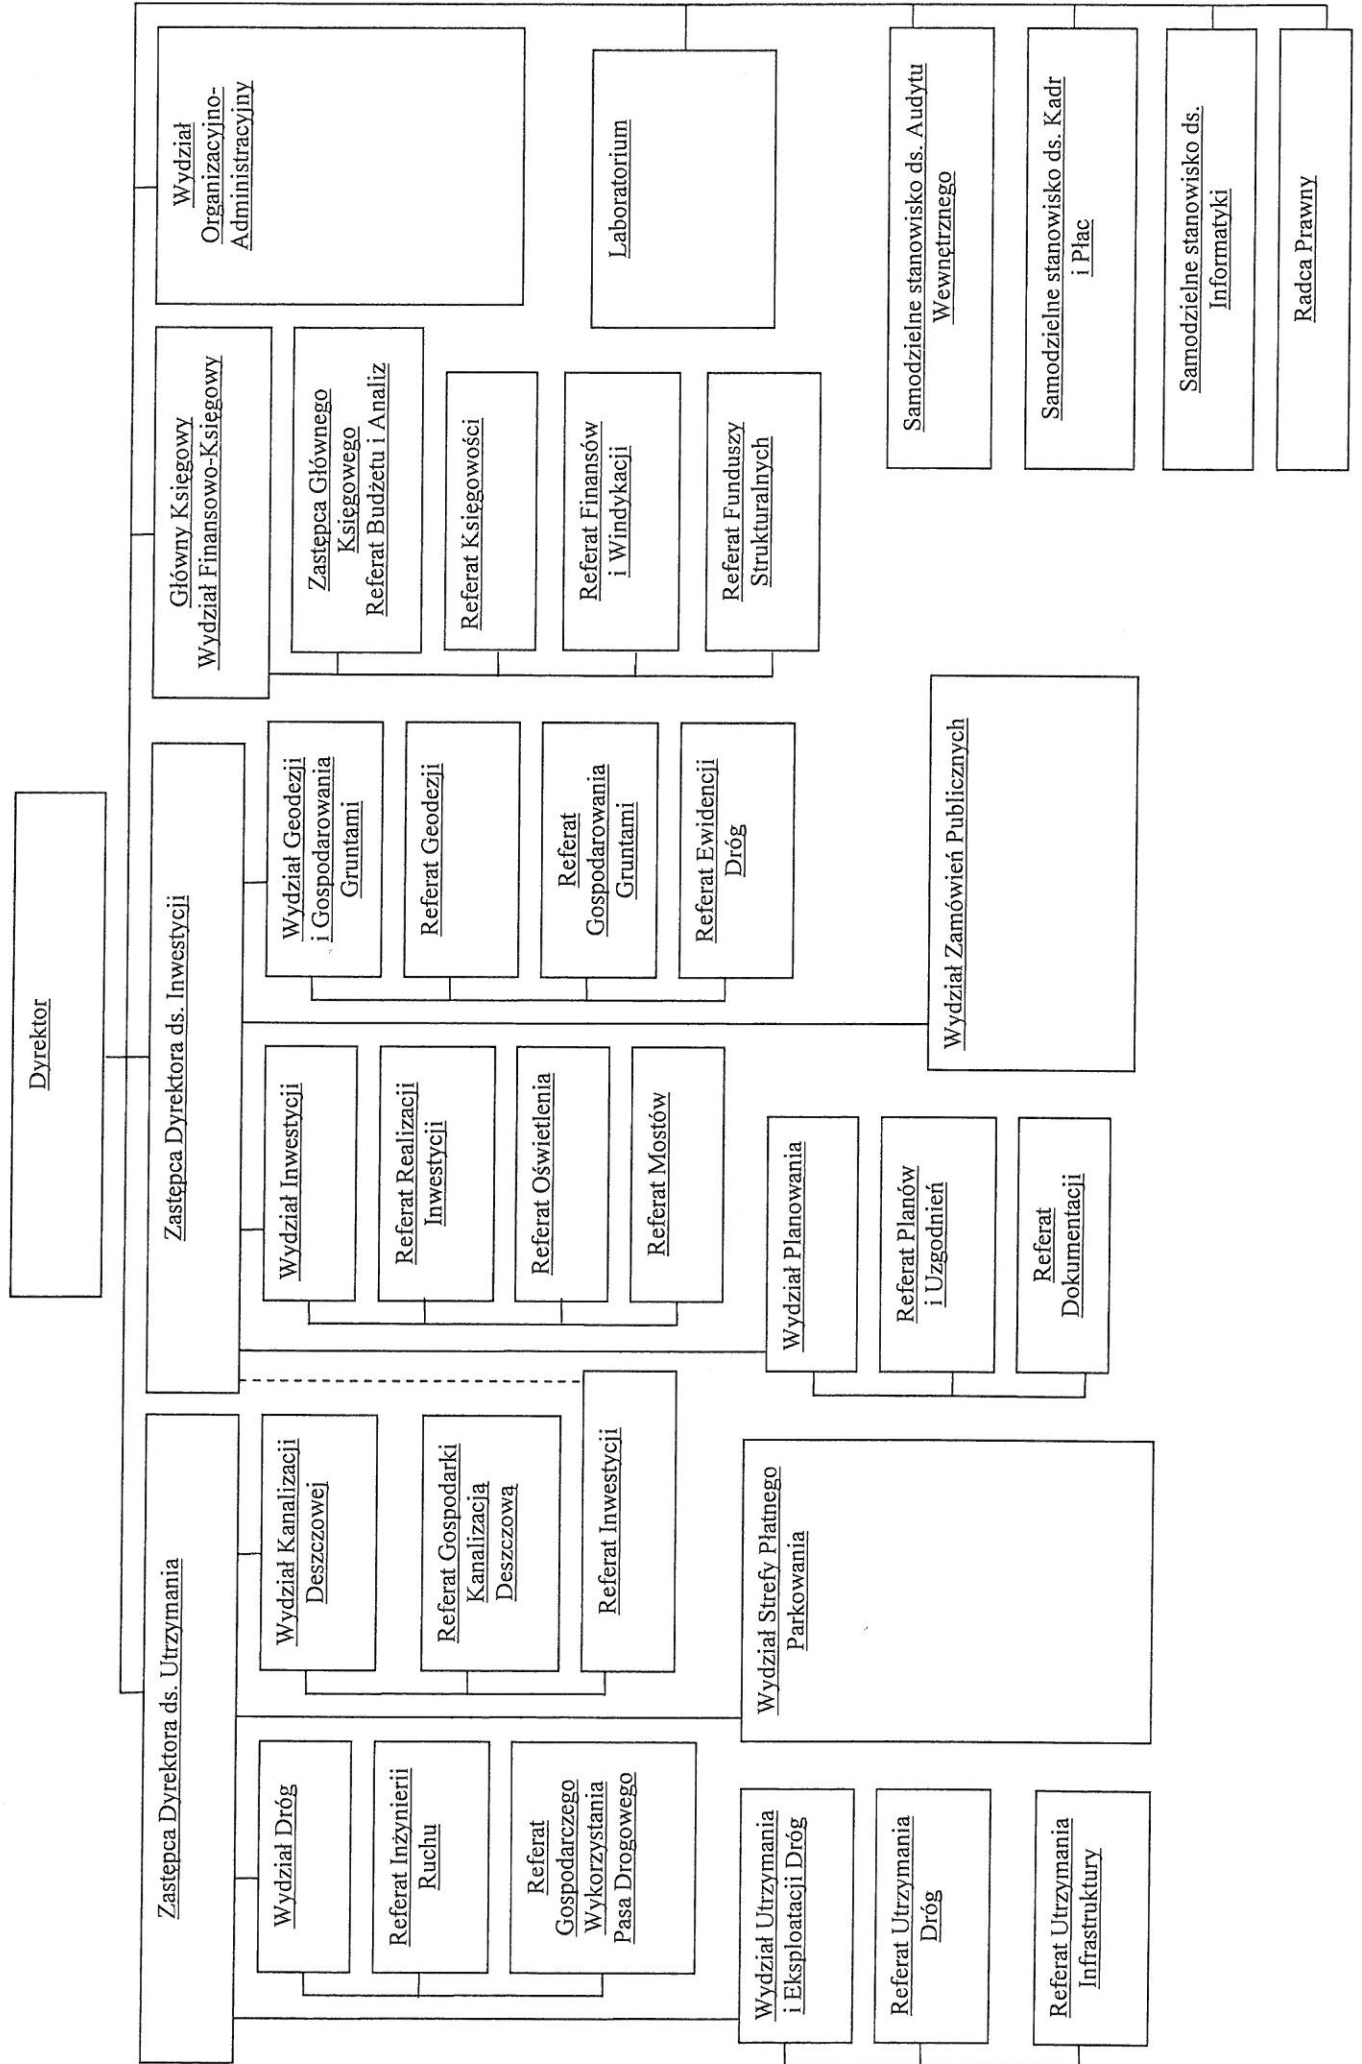 Dyrektor
Zastępca Dyrektora ds. Utrzymania
Wydział Dróg
Referat Inżynierii
Ruchu
Referat
Gospodarczego
Wykorzystania
Pasa Drogowego
Wydział Utrzymania
i Eksploatacji Dróg
Referat Utrzymania
Dróg
Referat Utrzymania
Infrastruktury
Wydział Kanalizacji
Deszczowej
Referat Gospodarki
Kanalizacją
Deszczową
Referat Inwestycji
Wydział Strefy Płatnego
Parkowania
Zastępca Dyrektora ds. Inwestycji
Wydział Inwestycji
Referat Realizacji
Inwestycji
Referat Oświetlenia
Referat Mostów
Wydział Planowania
Referat Planów
i Uzgodnień
Referat
Dokumentacji
Wydział Geodezji
i Gospodarowania
Gruntami
Referat Geodezji
Referat
Gospodarowania
Gruntami
Referat Ewidencji
Dróg
Wydział Zamówień Publicznych
Główny Księgowy
Wydział Finansowo-Księgowy
Zastępca Głównego
Księgowego
Referat Budżetu i Analiz
Referat Księgowości
Referat Finansów
i Windykacji
Referat Funduszy
Strukturalnych
Wydział
Organizacyjno-
Administracyjny
Laboratorium
Samodzielne stanowisko ds. Audytu
Wewnętrznego
Samodzielne stanowisko ds. Kadr
i Płac
Samodzielne stanowisko ds.
Informatyki
Radca Prawny